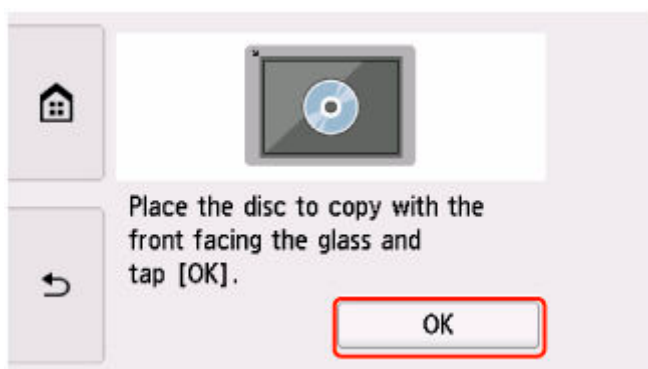 Place the disc to copy with the
front facing the glass and
tap [OK].
OK